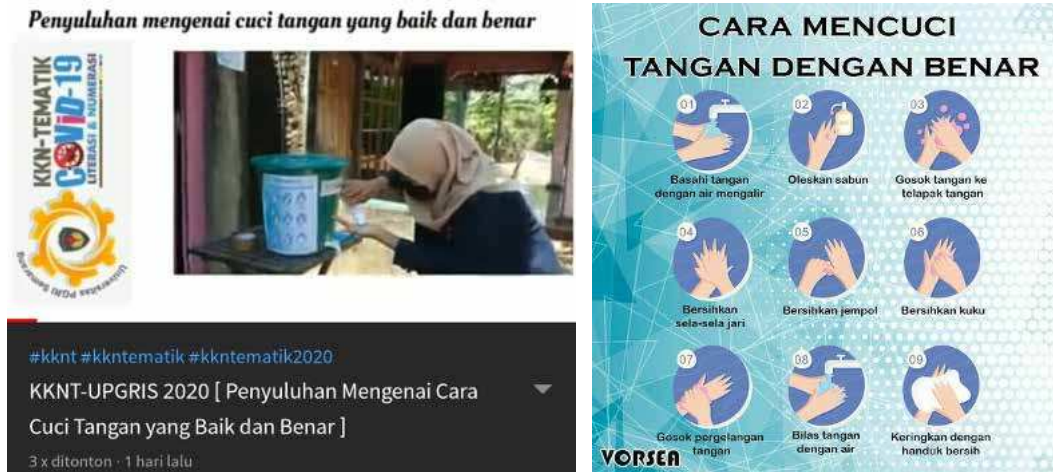 Penyuluhan mengenai cuci tangan yang baik dan benar
KKN-TEMATIK
COViD-19
LITERASI & NUMERASI
Universitas PGRI Semarang
#kknt #kkntematik #kkntematik2020
KKNT-UPGRIS 2020 [ Penyuluhan Mengenai Cara
Cuci Tangan yang Baik dan Benar ]
3 x ditonton · 1 hari lalu
CARA MENCUCI
TANGAN DENGAN BENAR
01
Basahi tangan
dengan air mengalir
02
Oleskan sabun
03
Gosok tangan ke
telapak tangan
04
Bersihkan
sela-sela jari
05
Bersihkan jempol
06
Bersihkan kuku
07
Gosok pergelangan
tangan
08
Bilas tangan
dengan air
09
Keringkan dengan
handuk bersih
VORSEA